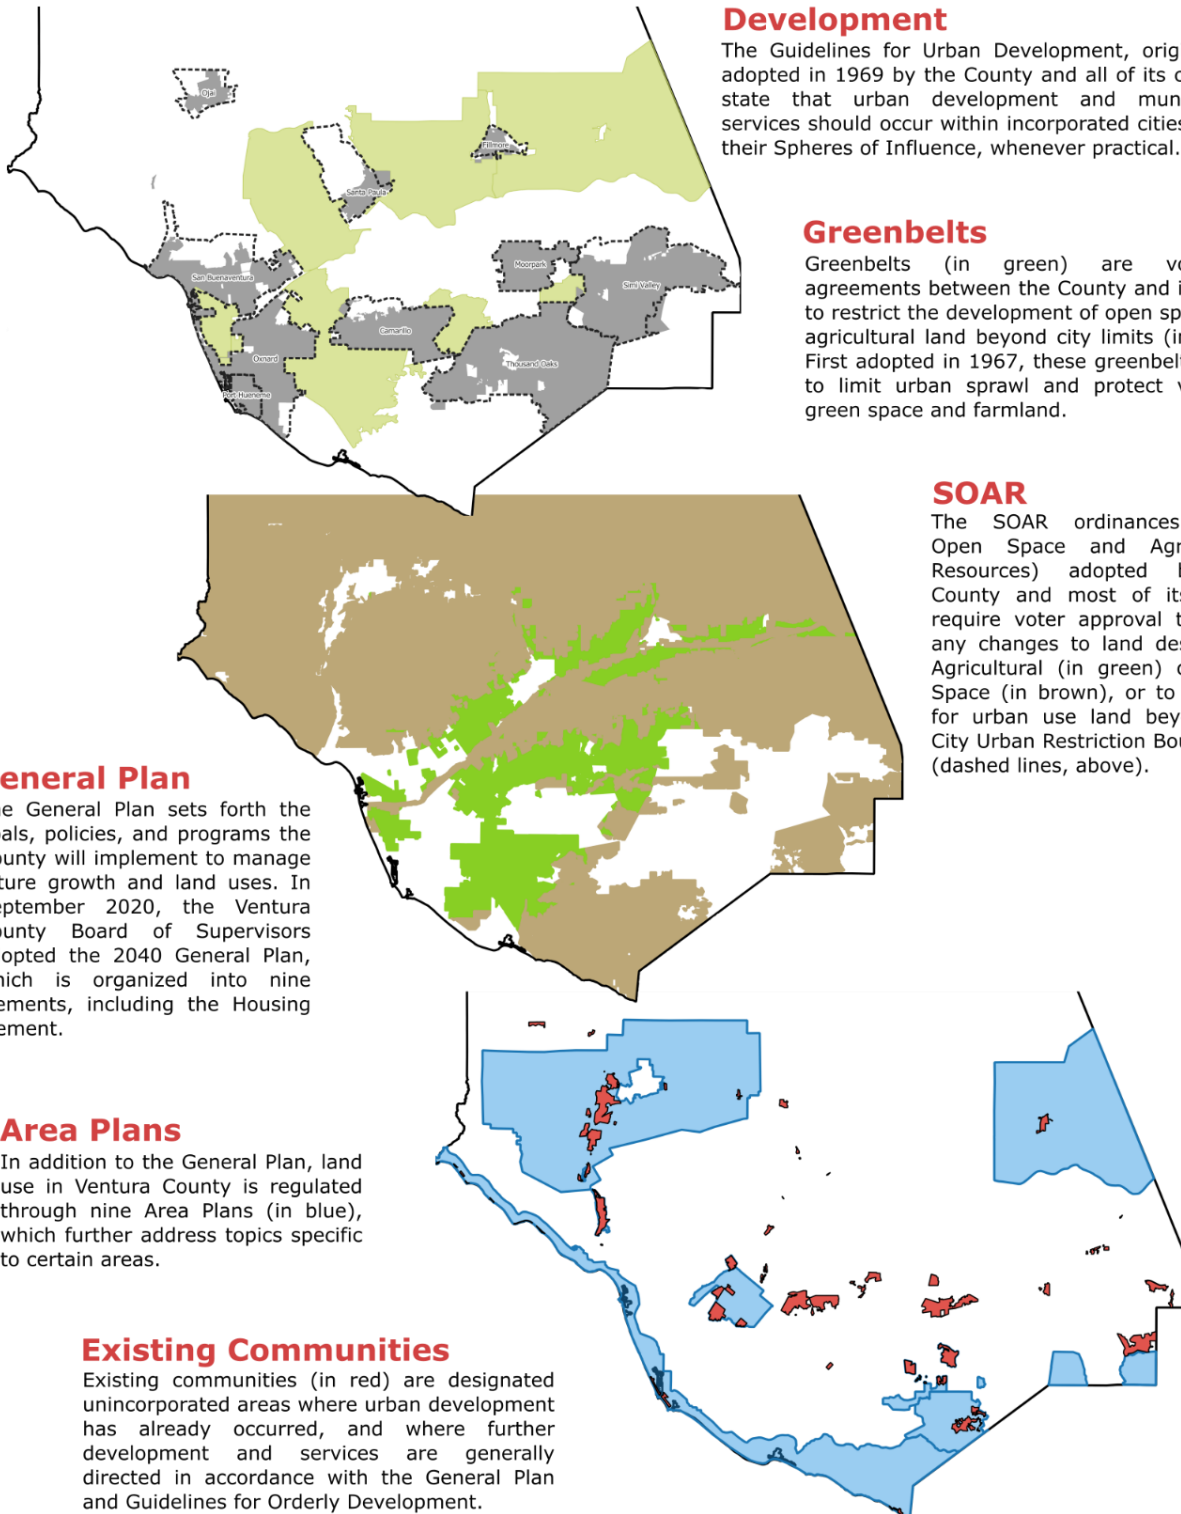 Development
The Guidelines for Urban Development, orig
adopted in 1969 by the County and all of its c
state that urban development and mun
services should occur within incorporated cities
their Spheres of Influence, whenever practical.
Ojai
Fillmore
Santa Paula
San Buenaventura
Moorpark
Simi Valley
Camarillo
Oxnard
Thousand Oaks
Port Hueneme
Greenbelts
Greenbelts (in green) are vo
agreements between the County and i
to restrict the development of open sp
agricultural land beyond city limits (in
First adopted in 1967, these greenbelt
to limit urban sprawl and protect v
green space and farmland.
SOAR
The SOAR ordinances
Open Space and Agr
Resources) adopted
County and most of its
require voter approval t
any changes to land des
Agricultural (in green) o
Space (in brown), or to
for urban use land bey
City Urban Restriction Bou
(dashed lines, above).
eneral Plan
e General Plan sets forth the
als, policies, and programs the
ounty will implement to manage
ture growth and land uses. In
eptember 2020, the Ventura
ounty Board of Supervisors
opted the 2040 General Plan,
hich is organized into nine
ements, including the Housing
ement.
Area Plans
In addition to the General Plan, land
use in Ventura County is regulated
through nine Area Plans (in blue),
which further address topics specific
to certain areas.
Existing Communities
Existing communities (in red) are designated
unincorporated areas where urban development
has already occurred, and where further
development and services are generally
directed in accordance with the General Plan
and Guidelines for Orderly Development.